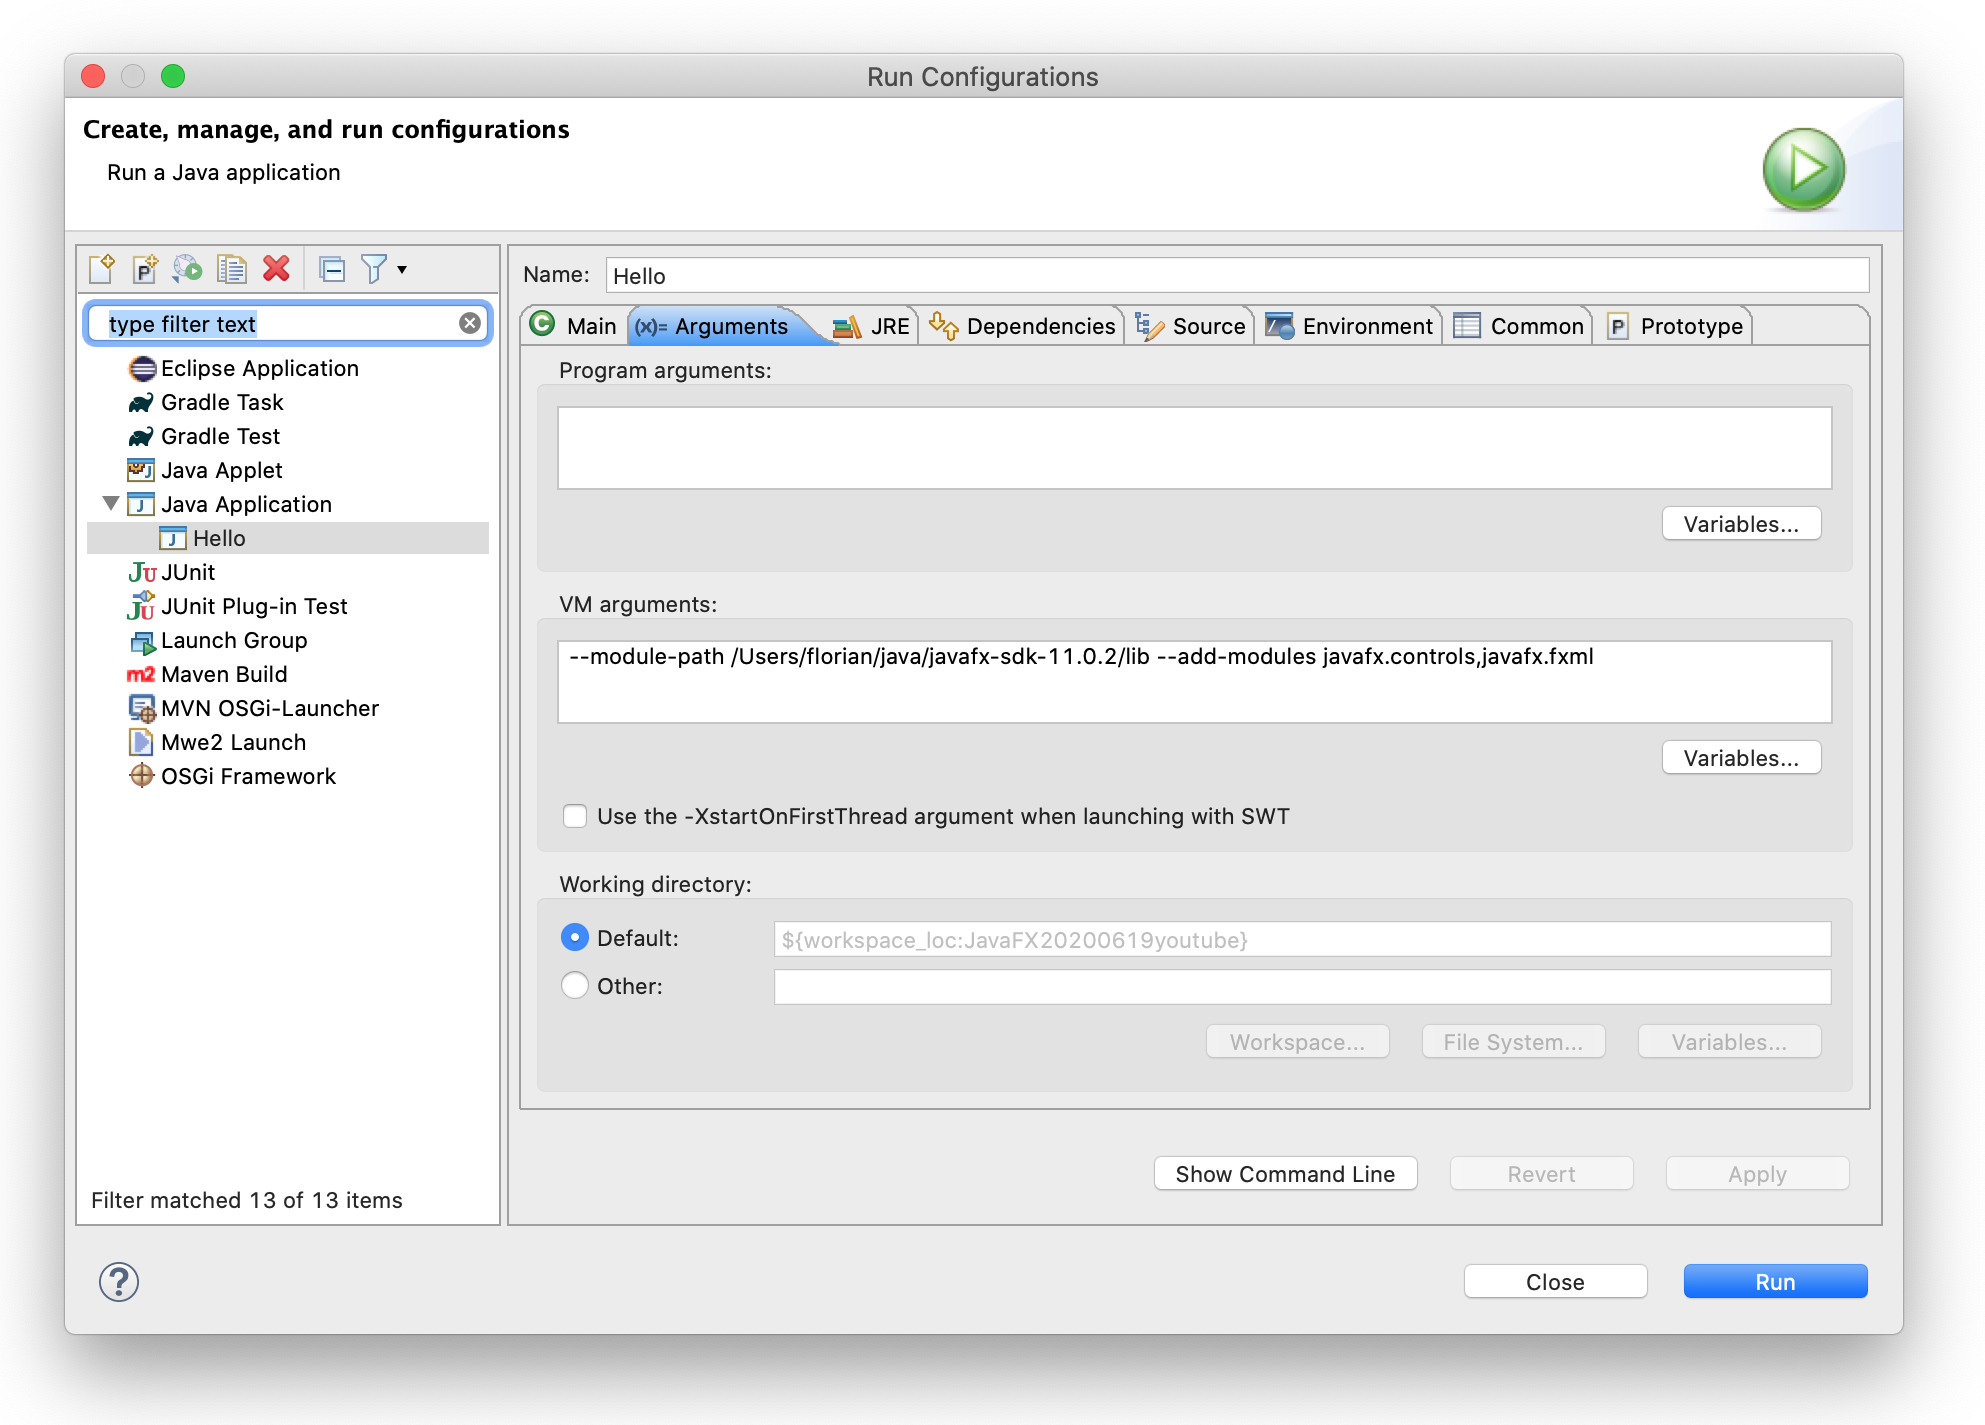 Run Configurations
Create, manage, and run configurations
Run a Java application
type filter text
Eclipse Application
Gradle Task
Gradle Test
Java Applet
Java Application
Hello
JUnit
JUnit Plug-in Test
Launch Group
m2 Maven Build
MVN OSGi-Launcher
Mwe2 Launch
OSGi Framework
Filter matched 13 of 13 items
Name: Hello
Main (x)= Arguments JRE Dependencies Source Environment Common Prototype
Program arguments:
Variables...
VM arguments:
--module-path /Users/florian/java/javafx-sdk-11.0.2/lib --add-modules javafx.controls,javafx.fxml
Variables...
Use the -XstartOnFirstThread argument when launching with SWT
Working directory:
Default: ${workspace_loc:JavaFX20200619youtube}
Other:
Workspace... File System... Variables...
Show Command Line Revert Apply
? Close Run